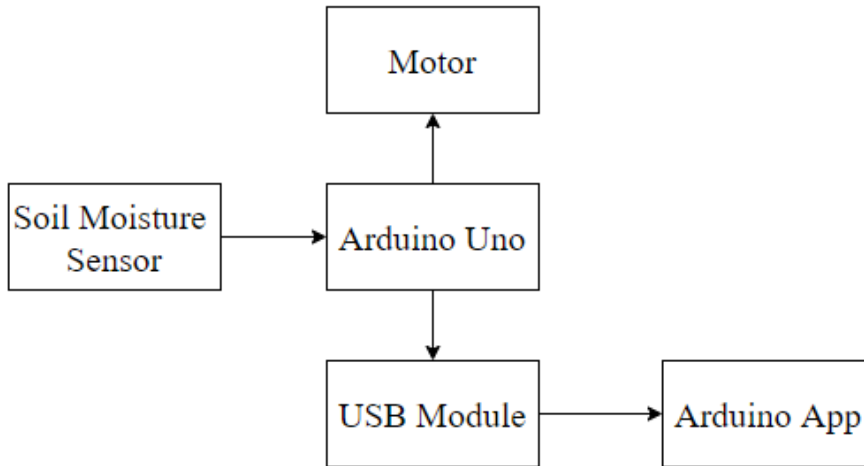 Motor
Soil Moisture
Sensor
Arduino Uno
USB Module
Arduino App